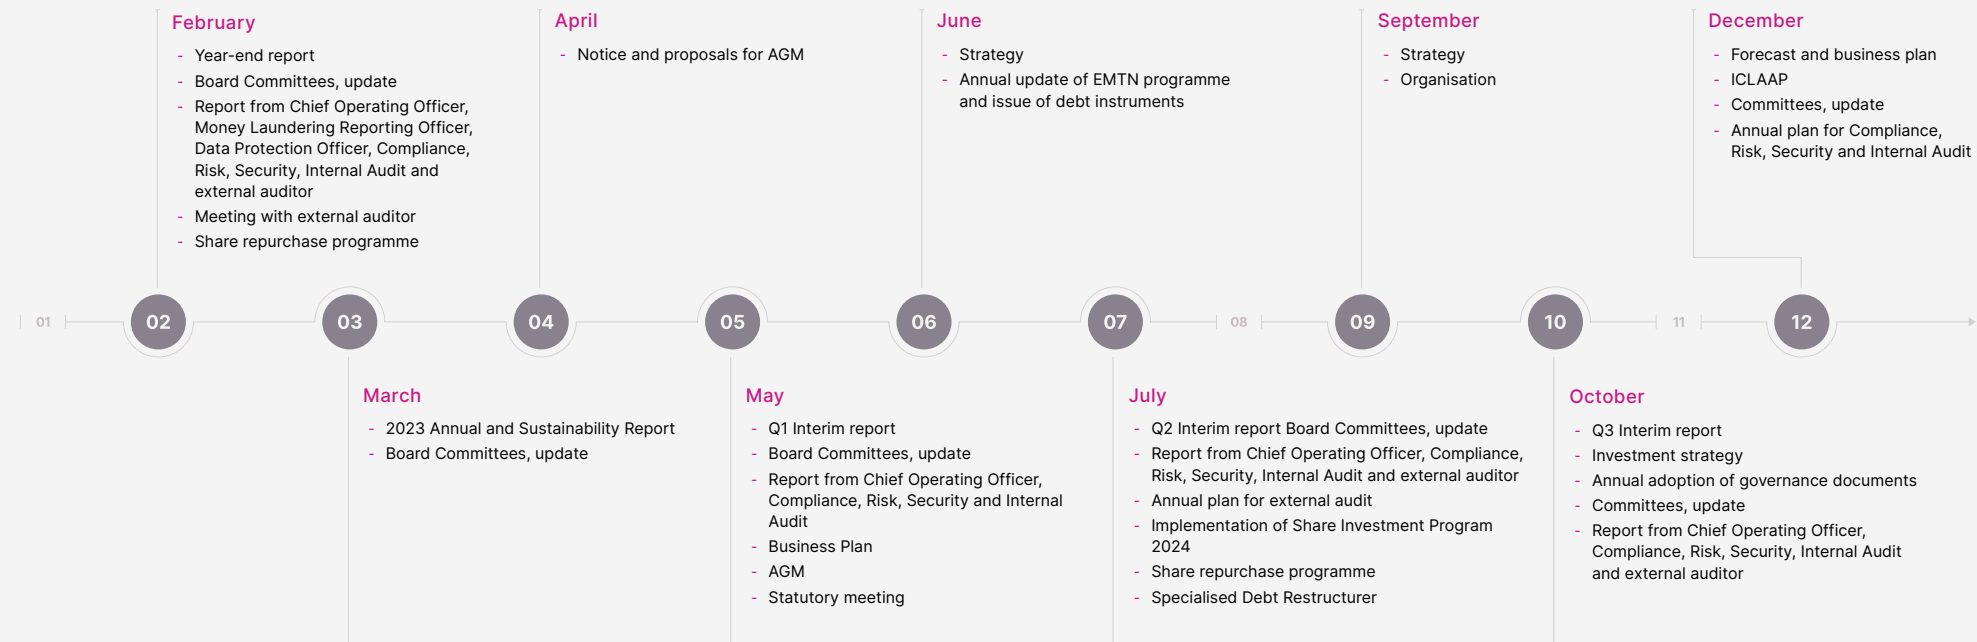 February
- Year-end report
- Board Committees, update
- Report from Chief Operating Officer,
Money Laundering Reporting Officer,
Data Protection Officer, Compliance,
Risk, Security, Internal Audit and
external auditor
- Meeting with external auditor
- Share repurchase programme
April
- Notice and proposals for AGM
June
- Strategy
- Annual update of EMTN programme
and issue of debt instruments
September
- Strategy
- Organisation
December
- Forecast and business plan
- ICLAAP
- Committees, update
- Annual plan for Compliance,
Risk, Security and Internal Audit
01 02 03 04 05 06 07 08 09 10 11 12
March
- 2023 Annual and Sustainability Report
- Board Committees, update
May
- Q1 Interim report
- Board Committees, update
- Report from Chief Operating Officer,
Compliance, Risk, Security and Internal
Audit
- Business Plan
- AGM
- Statutory meeting
July
- Q2 Interim report Board Committees, update
- Report from Chief Operating Officer, Compliance,
Risk, Security, Internal Audit and external auditor
- Annual plan for external audit
- Implementation of Share Investment Program
2024
- Share repurchase programme
- Specialised Debt Restructurer
October
- Q3 Interim report
- Investment strategy
- Annual adoption of governance documents
- Committees, update
- Report from Chief Operating Officer,
Compliance, Risk, Security, Internal Audit
and external auditor